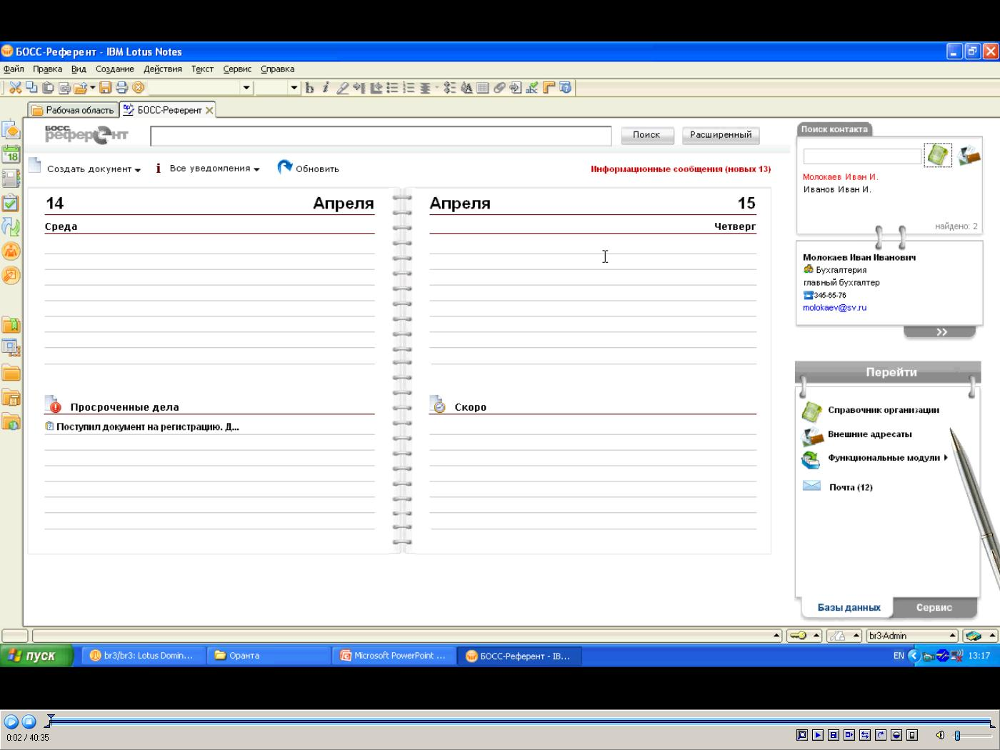 БОСС-Референт - IBM Lotus Notes
Файл Правка Вид Создание Действия Текст Сервис Справка
Рабочая область БОСС-Референт
БОСС
референт
Поиск Расширенный
Создать документ Все уведомления Обновить
Информационные сообщения (новых 13)
14 Апреля
Среда
Апреля 15
Четверг
Просроченные дела
Поступил документ на регистрацию. Д...
Скоро
Поиск контакта
Молокаев Иван И.
Иванов Иван И.
найдено: 2
Молокаев Иван Иванович
Бухгалтерия
главный бухгалтер
345-65-76
molokaev@sv.ru
>>
Перейти
Справочник организации
Внешние адресаты
Функциональные модули
Почта (12)
Базы данных Сервис
br3-Admin
пуск br3/br3: Lotus Domin... Оранта Microsoft PowerPoint ... БОСС-Референт - IB... EN 13:17
0:02 / 40:35